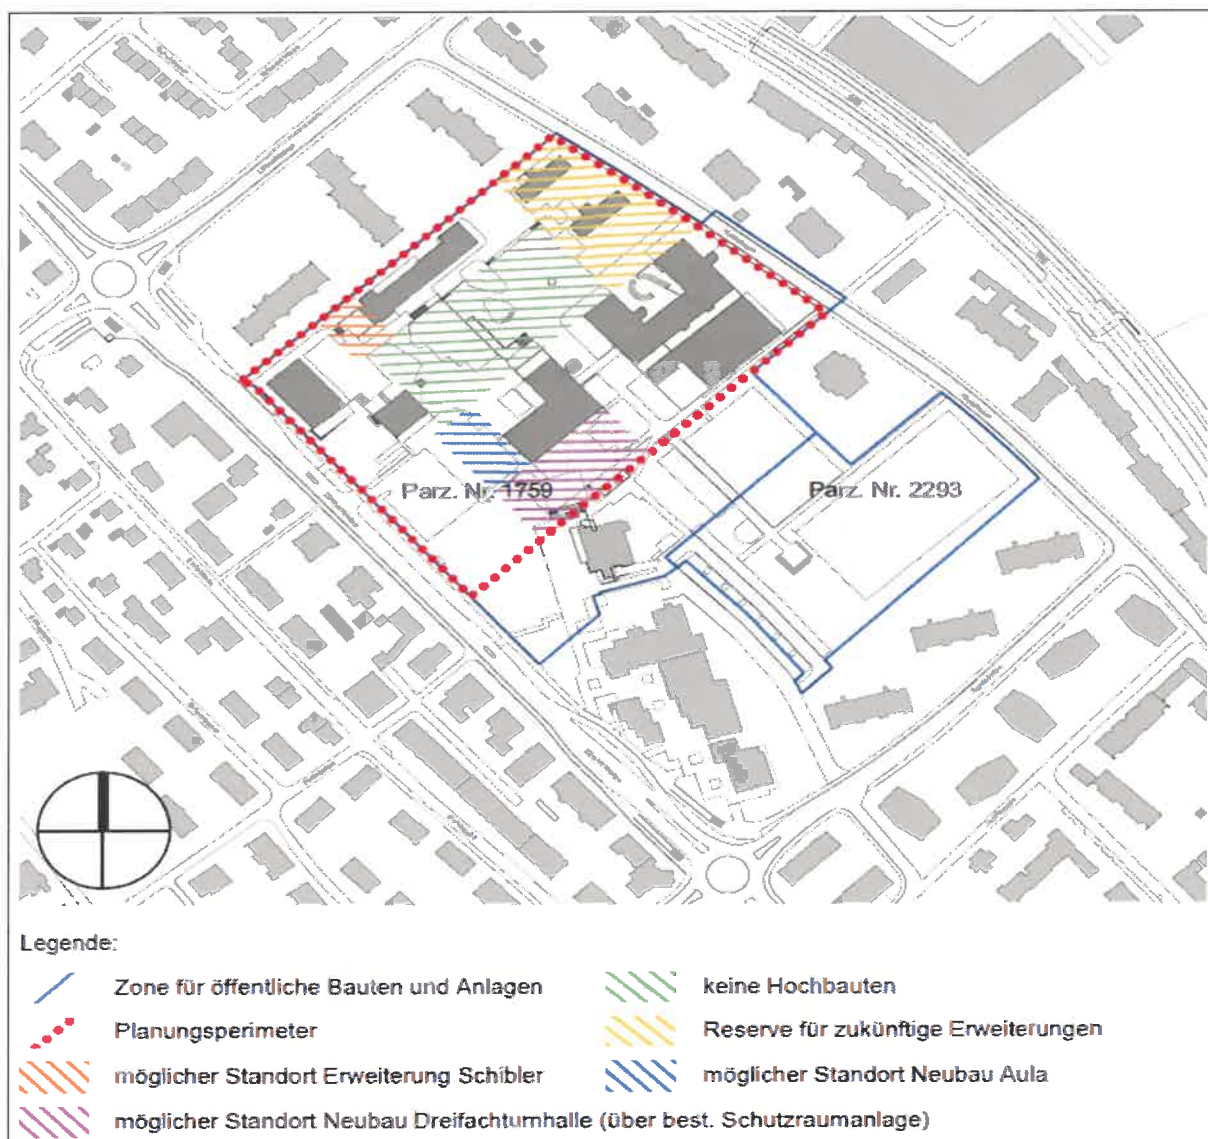 Parz. Nr. 1759
Parz. Nr. 2293
Legende:
Zone für öffentliche Bauten und Anlagen
keine Hochbauten
Planungsperimeter
Reserve für zukünftige Erweiterungen
möglicher Standort Erweiterung Schibler
möglicher Standort Neubau Aula
möglicher Standort Neubau Dreifachturnhalle (über best. Schutzraumanlage)